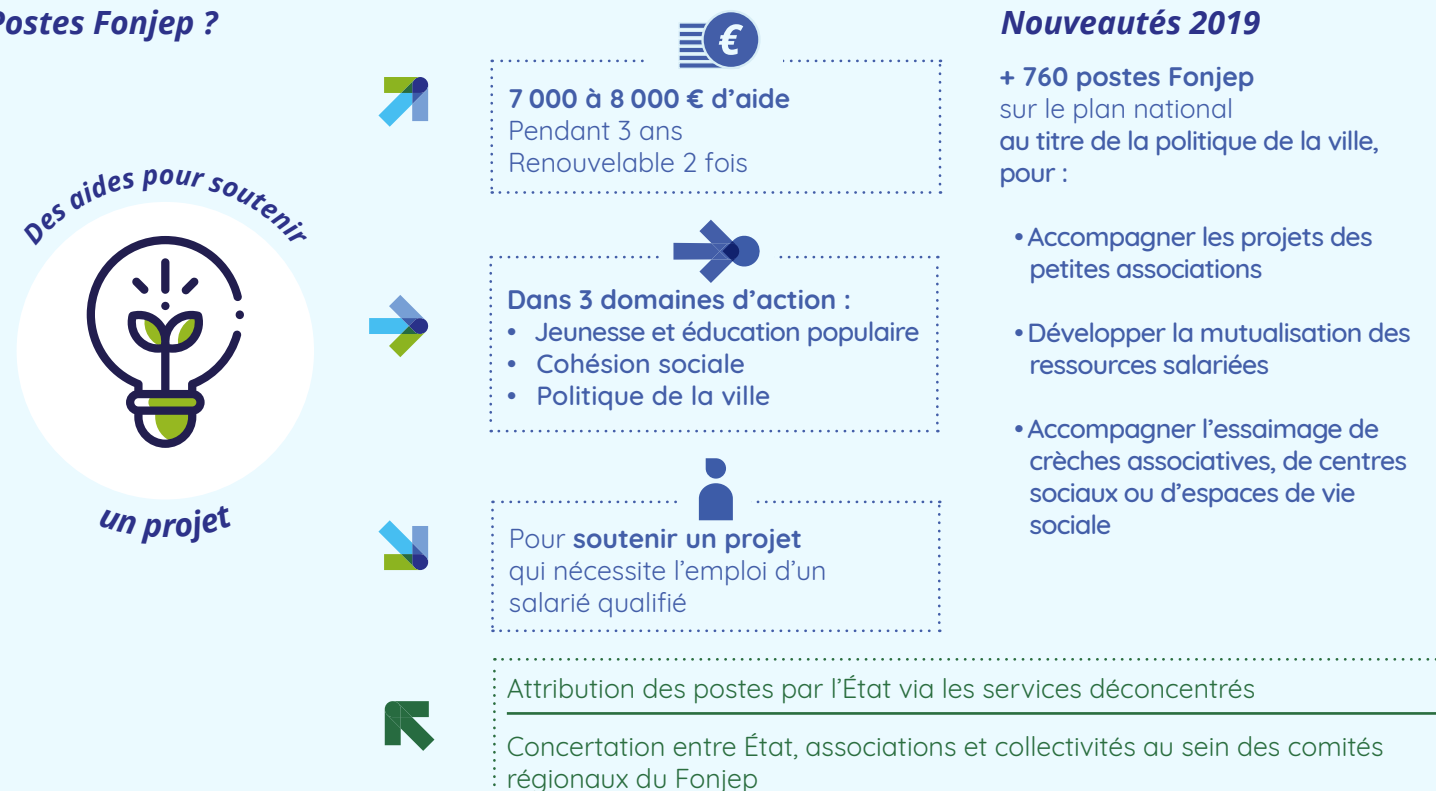 Postes Fonjep ?
Des aides pour soutenir
un projet
€
7 000 à 8 000 € d’aide
Pendant 3 ans
Renouvelable 2 fois
Dans 3 domaines d’action :
• Jeunesse et éducation populaire
• Cohésion sociale
• Politique de la ville
Pour soutenir un projet
qui nécessite l’emploi d’un
salarié qualifié
Nouveautés 2019
+ 760 postes Fonjep
sur le plan national
au titre de la politique de la ville,
pour :
• Accompagner les projets des
petites associations
• Développer la mutualisation des
ressources salariées
• Accompagner l’essaimage de
crèches associatives, de centres
sociaux ou d’espaces de vie
sociale
Attribution des postes par l’État via les services déconcentrés
Concertation entre État, associations et collectivités au sein des comités
régionaux du Fonjep